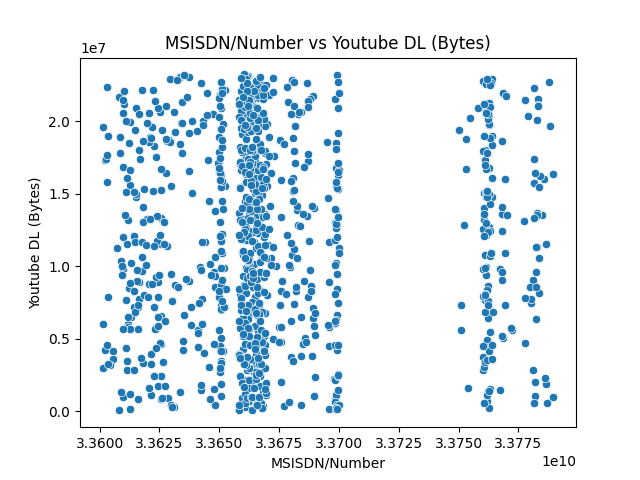 MSISDN/Number vs Youtube DL (Bytes)
1e7
Youtube DL (Bytes)
2.0
1.5
1.0
0.5
0.0
3.3600 3.3625 3.3650 3.3675 3.3700 3.3725 3.3750 3.3775
MSISDN/Number
1e10